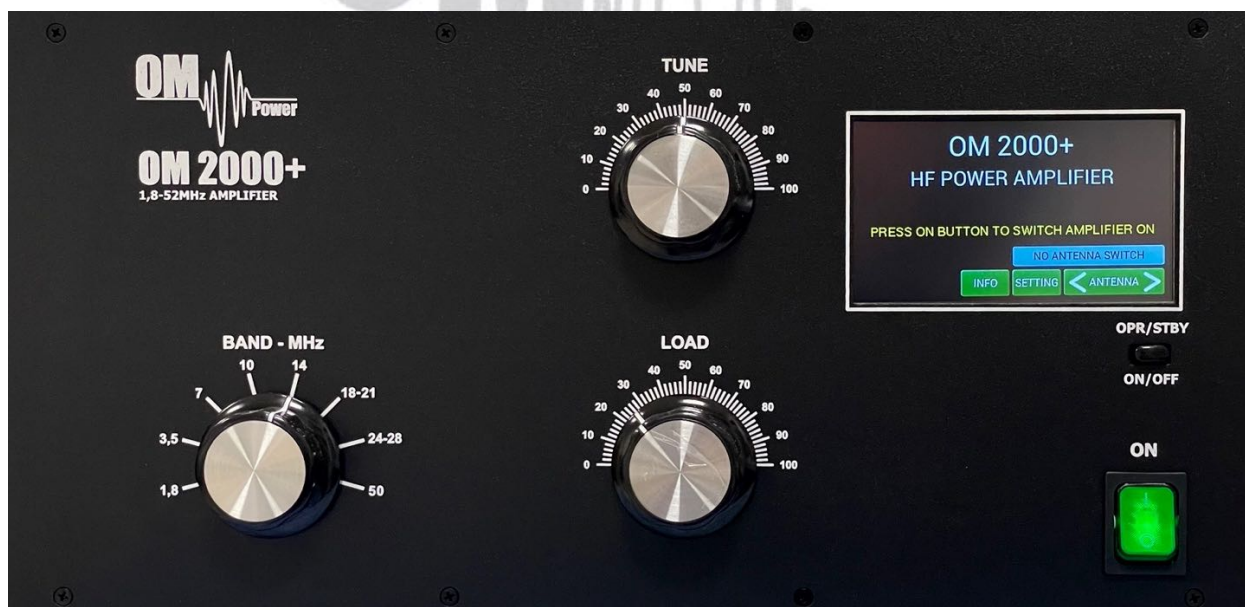 OM
Power
OM 2000+
1,8-52MHz AMPLIFIER
TUNE
0 10 20 30 40 50 60 70 80 90 100
OM 2000+
HF POWER AMPLIFIER
PRESS ON BUTTON TO SWITCH AMPLIFIER ON
NO ANTENNA SWITCH
INFO SETTING < ANTENNA >
OPR/STBY
ON/OFF
BAND - MHz
1,8 3,5 7 10 14 18-21 24-28 50
LOAD
0 10 20 30 40 50 60 70 80 90 100
ON